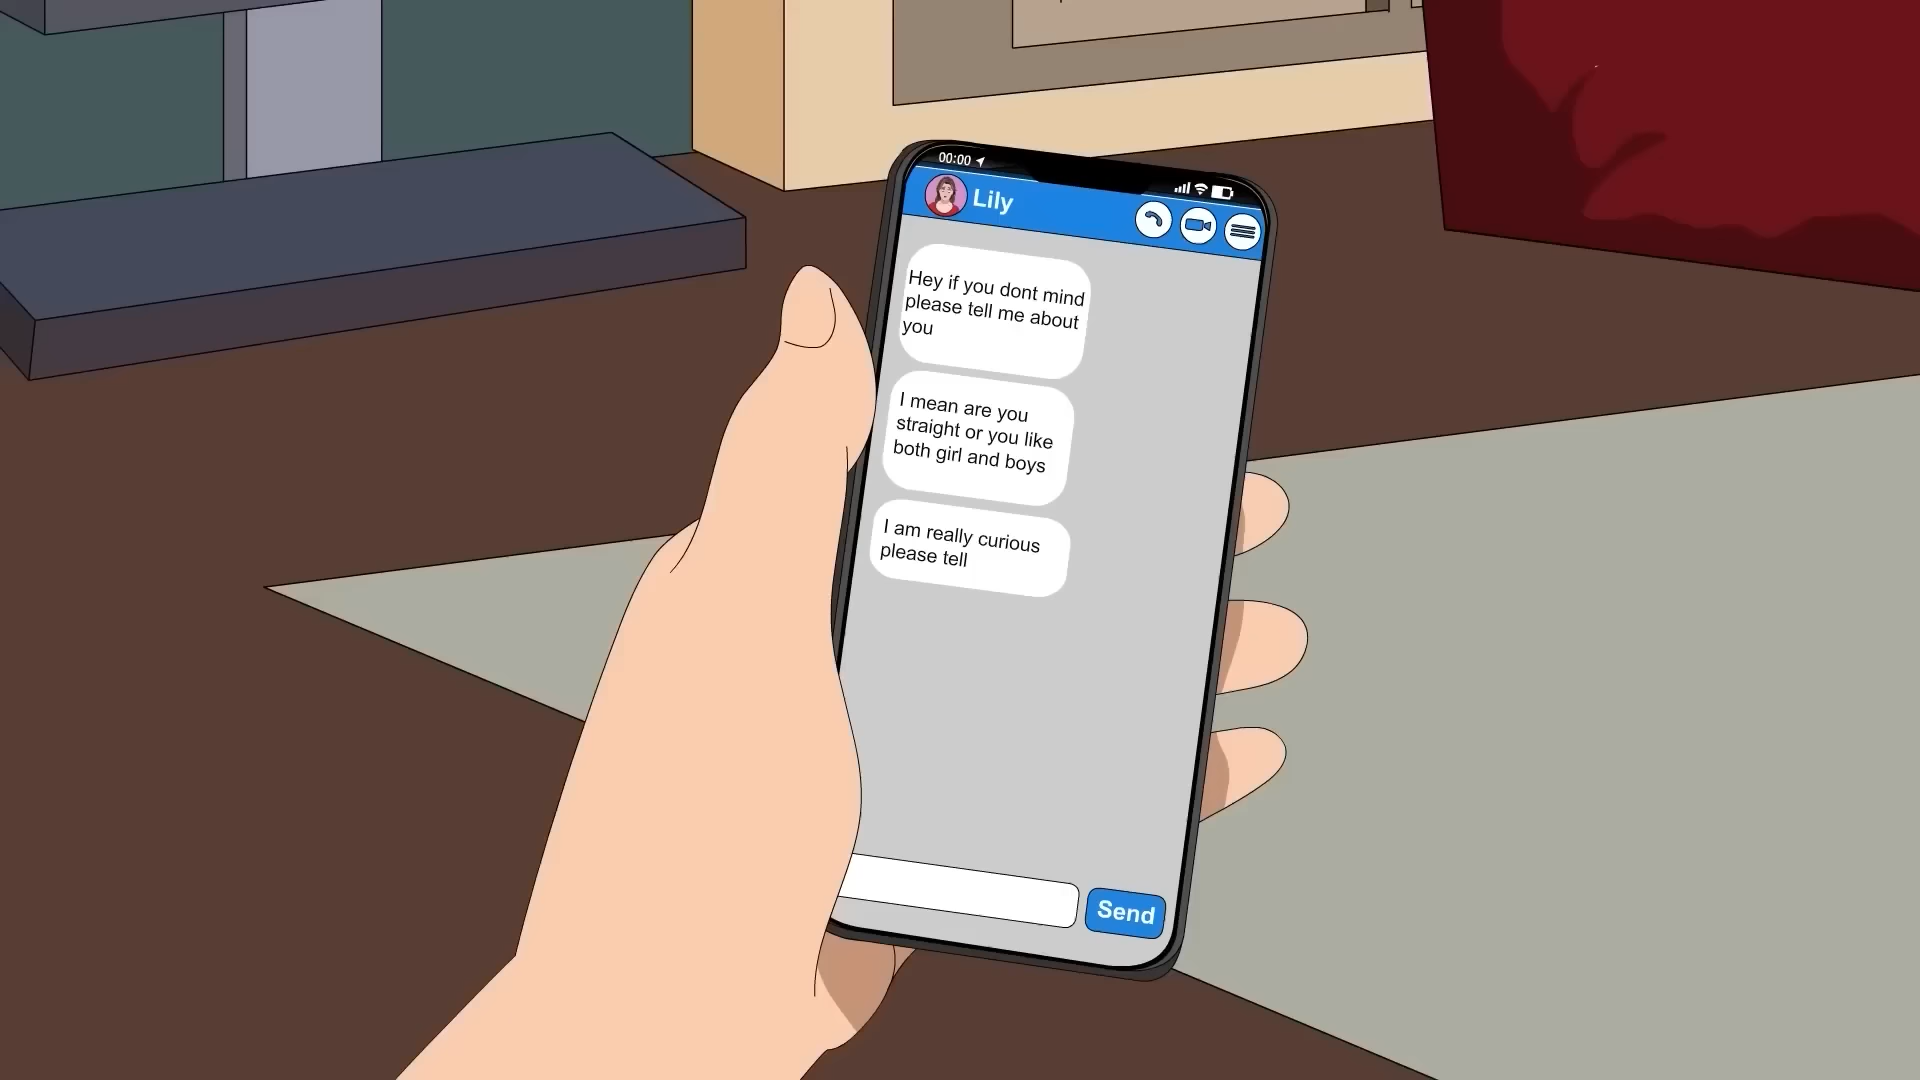 00:00
Lily
Hey if you dont mind
please tell me about
you
I mean are you
straight or you like
both girl and boys
I am really curious
please tell
Send